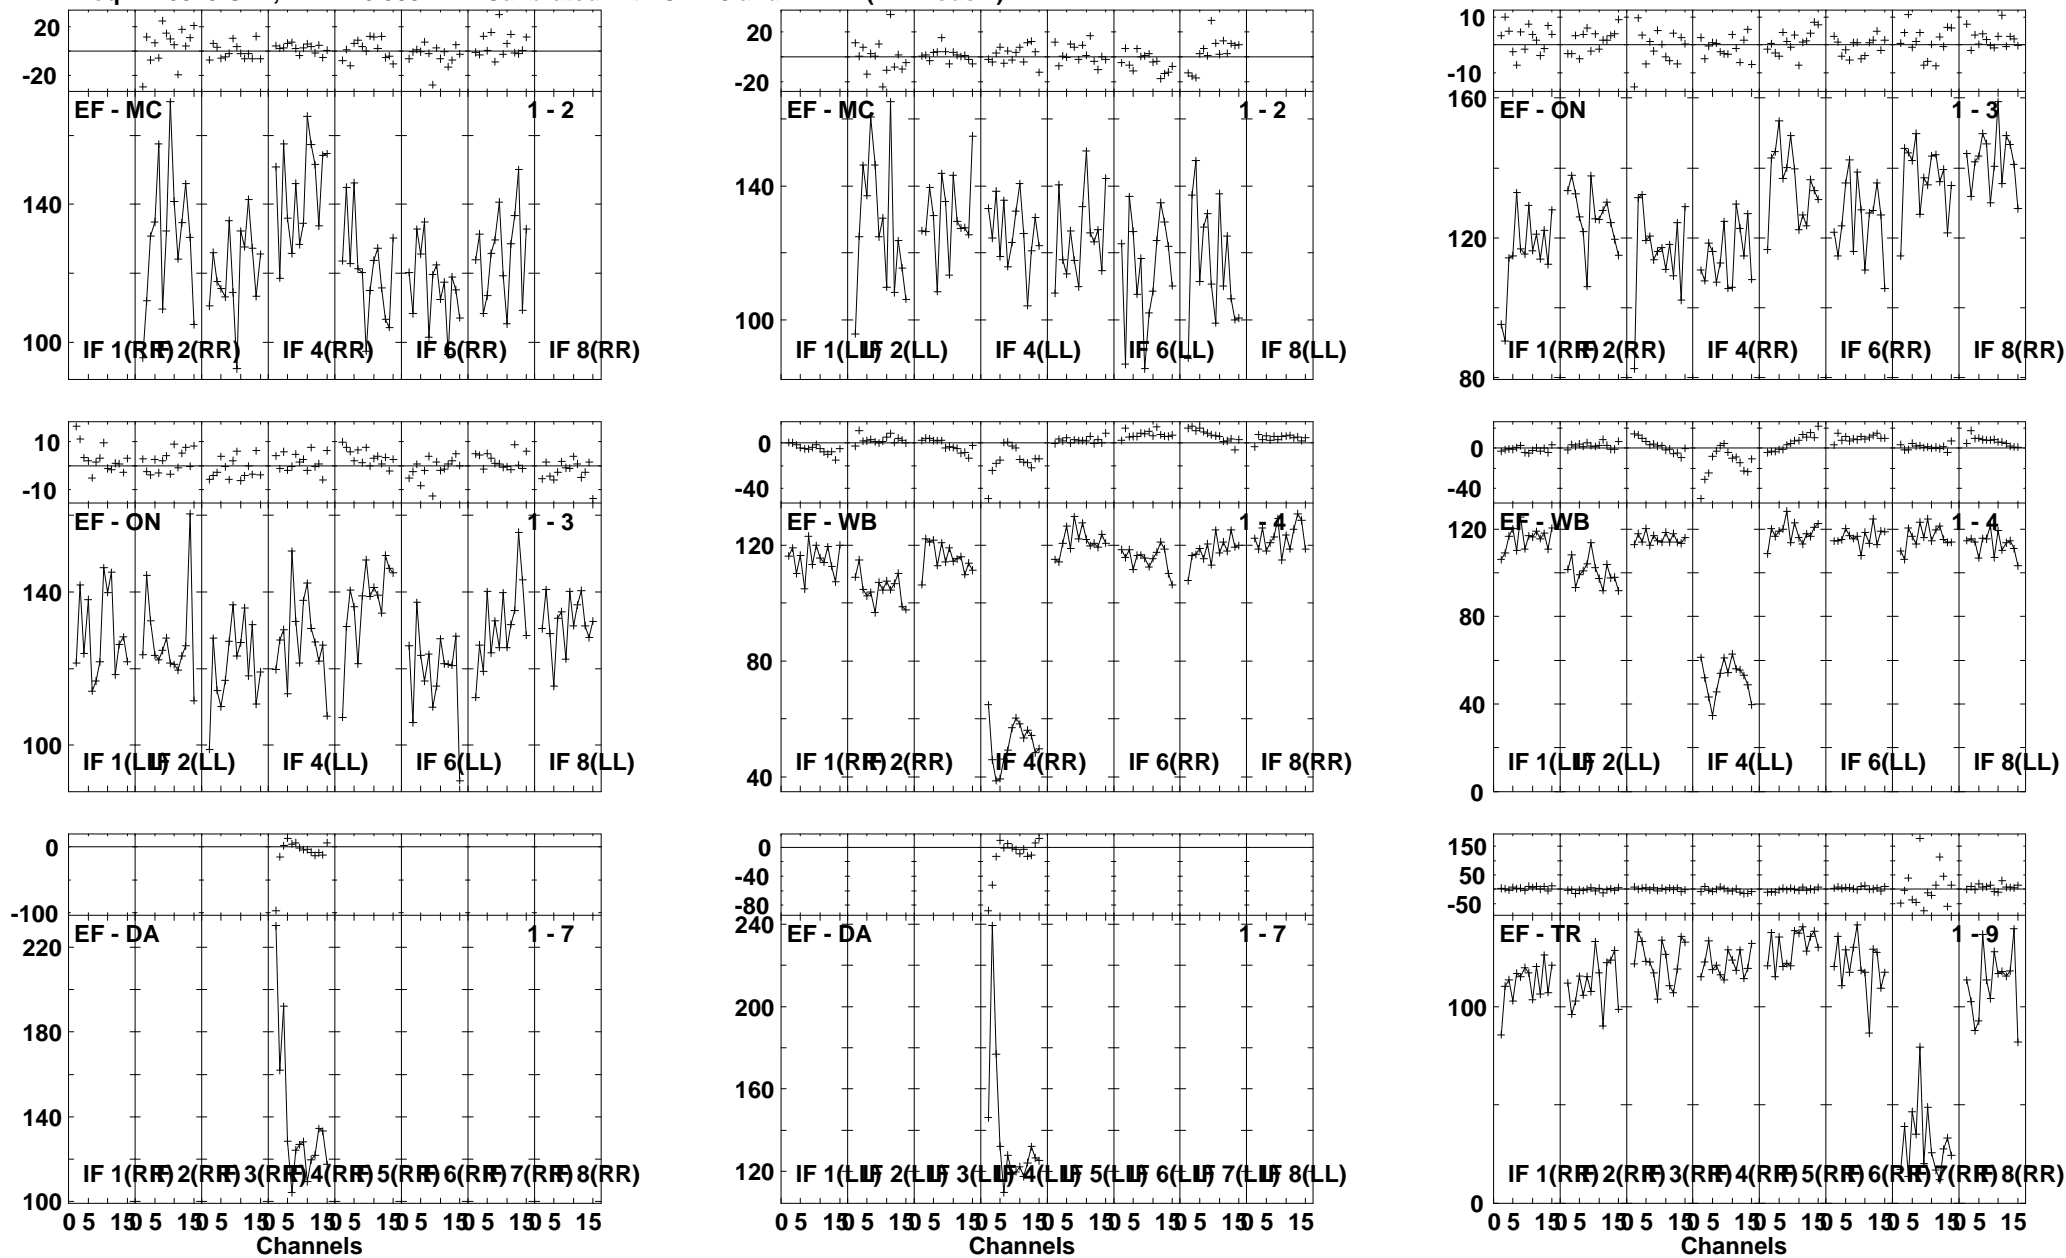 20
-20
EF - MC
1 - 2
140
100
IF 1(RR)
IF 2(RR)
IF 4(RR)
IF 6(RR)
IF 8(RR)
20
-20
EF - MC
1 - 2
140
100
IF 1(LL)
IF 2(LL)
IF 4(LL)
IF 6(LL)
IF 8(LL)
10
-10
160
EF - ON
1 - 3
120
80
IF 1(RR)
IF 2(RR)
IF 4(RR)
IF 6(RR)
IF 8(RR)
10
-10
EF - ON
1 - 3
140
100
IF 1(LL)
IF 2(LL)
IF 4(LL)
IF 6(LL)
IF 8(LL)
0
-40
EF - WB
1 - 4
120
80
40
IF 1(RR)
IF 2(RR)
IF 4(RR)
IF 6(RR)
IF 8(RR)
0
-40
EF - WB
1 - 4
120
80
40
0
IF 1(LL)
IF 2(LL)
IF 4(LL)
IF 6(LL)
IF 8(LL)
0
-100
EF - DA
1 - 7
220
180
140
100
IF 1(RR)
IF 2(RR)
IF 3(RR)
IF 4(RR)
IF 5(RR)
IF 6(RR)
IF 7(RR)
IF 8(RR)
0 5 15 0 5 15 0 5 15 0 5 15 0 5 15 0 5 15 0 5 15 0 5 15
Channels
0
-40
-80
240
EF - DA
1 - 7
200
160
120
IF 1(LL)
IF 2(LL)
IF 3(LL)
IF 4(LL)
IF 5(LL)
IF 6(LL)
IF 7(LL)
IF 8(LL)
0 5 15 0 5 15 0 5 15 0 5 15 0 5 15 0 5 15 0 5 15 0 5 15
Channels
150
50
-50
EF - TR
1 - 9
100
0
IF 1(RR)
IF 2(RR)
IF 3(RR)
IF 4(RR)
IF 5(RR)
IF 6(RR)
IF 7(RR)
IF 8(RR)
0 5 15 0 5 15 0 5 15 0 5 15 0 5 15 0 5 15 0 5 15 0 5 15
Channels